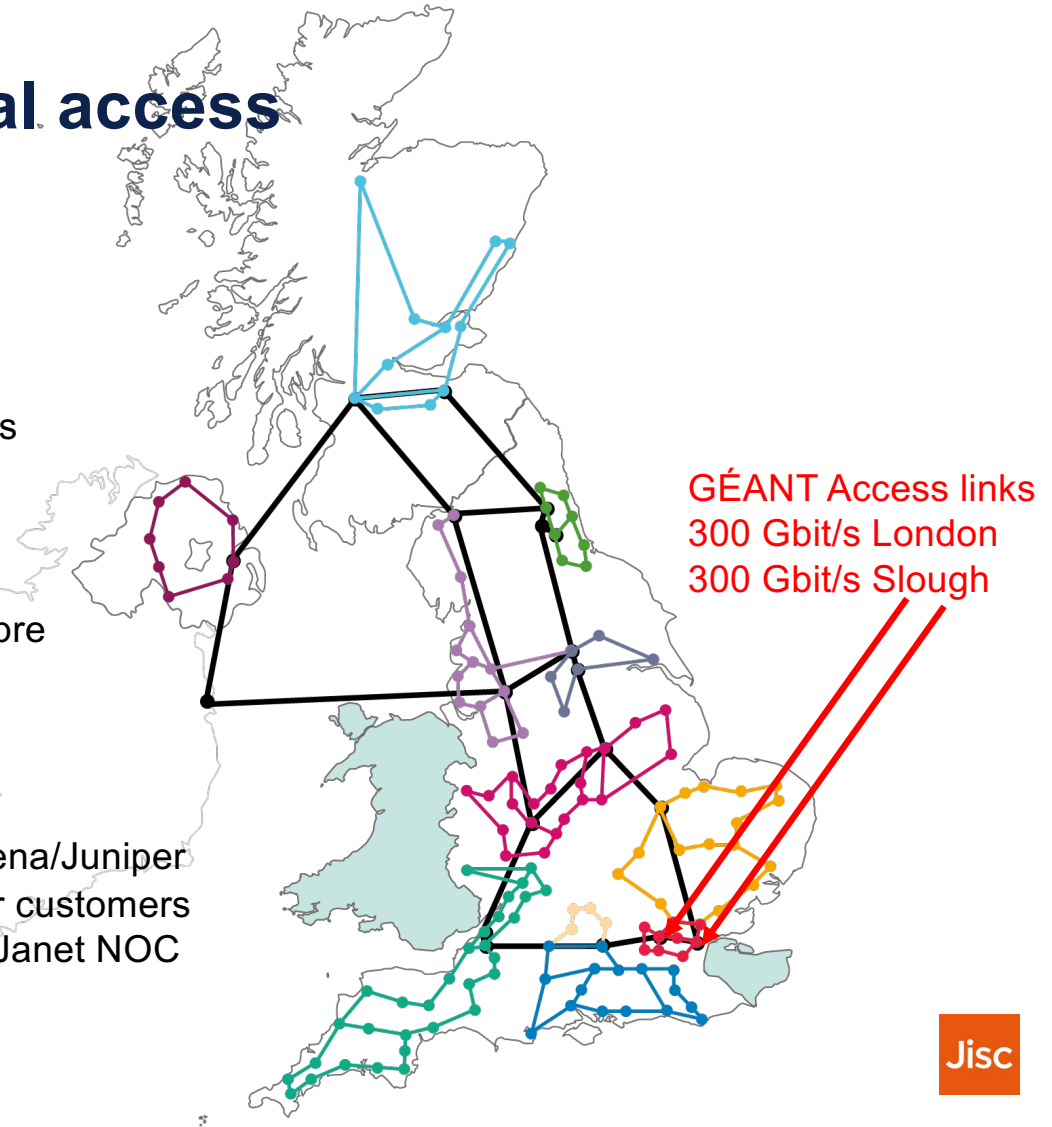 al access
s
GÉANT Access links
300 Gbit/s London
300 Gbit/s Slough
ore
ena/Juniper
r customers
Janet NOC
Jisc